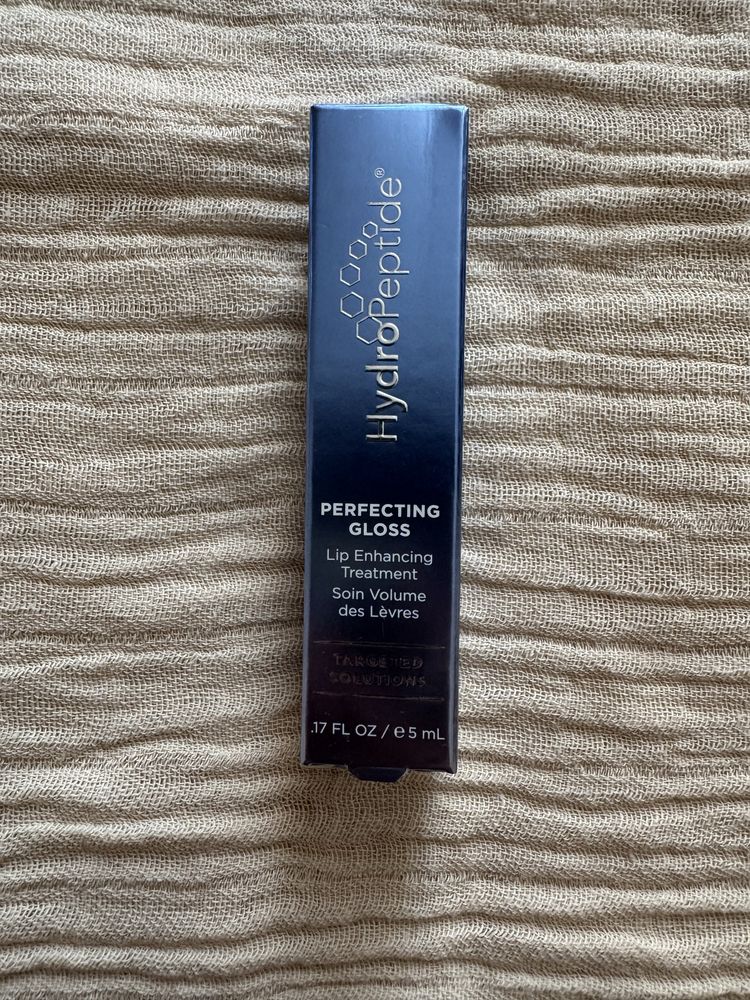 HydroPeptide®
PERFECTING
GLOSS
Lip Enhancing
Treatment
Soin Volume
des Lèvres
TARGETED
SOLUTIONS
.17 FL OZ / ℮ 5 mL